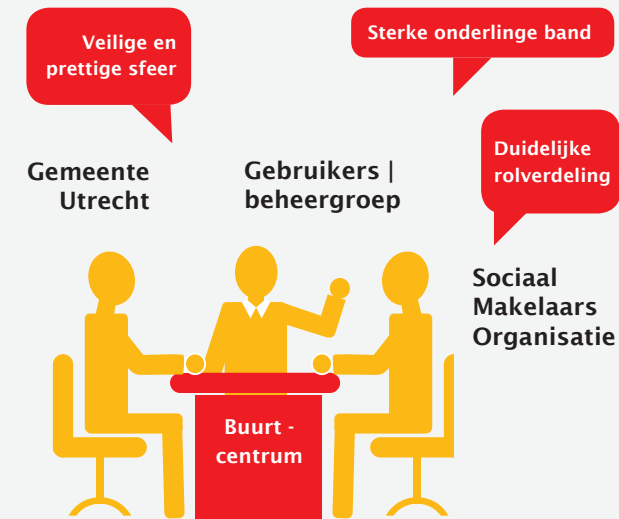 Veilige en
prettige sfeer
Sterke onderlinge band
Duidelijke
rolverdeling
Gemeente
Utrecht
Gebruikers |
beheergroep
Sociaal
Makelaars
Organisatie
Buurt -
centrum